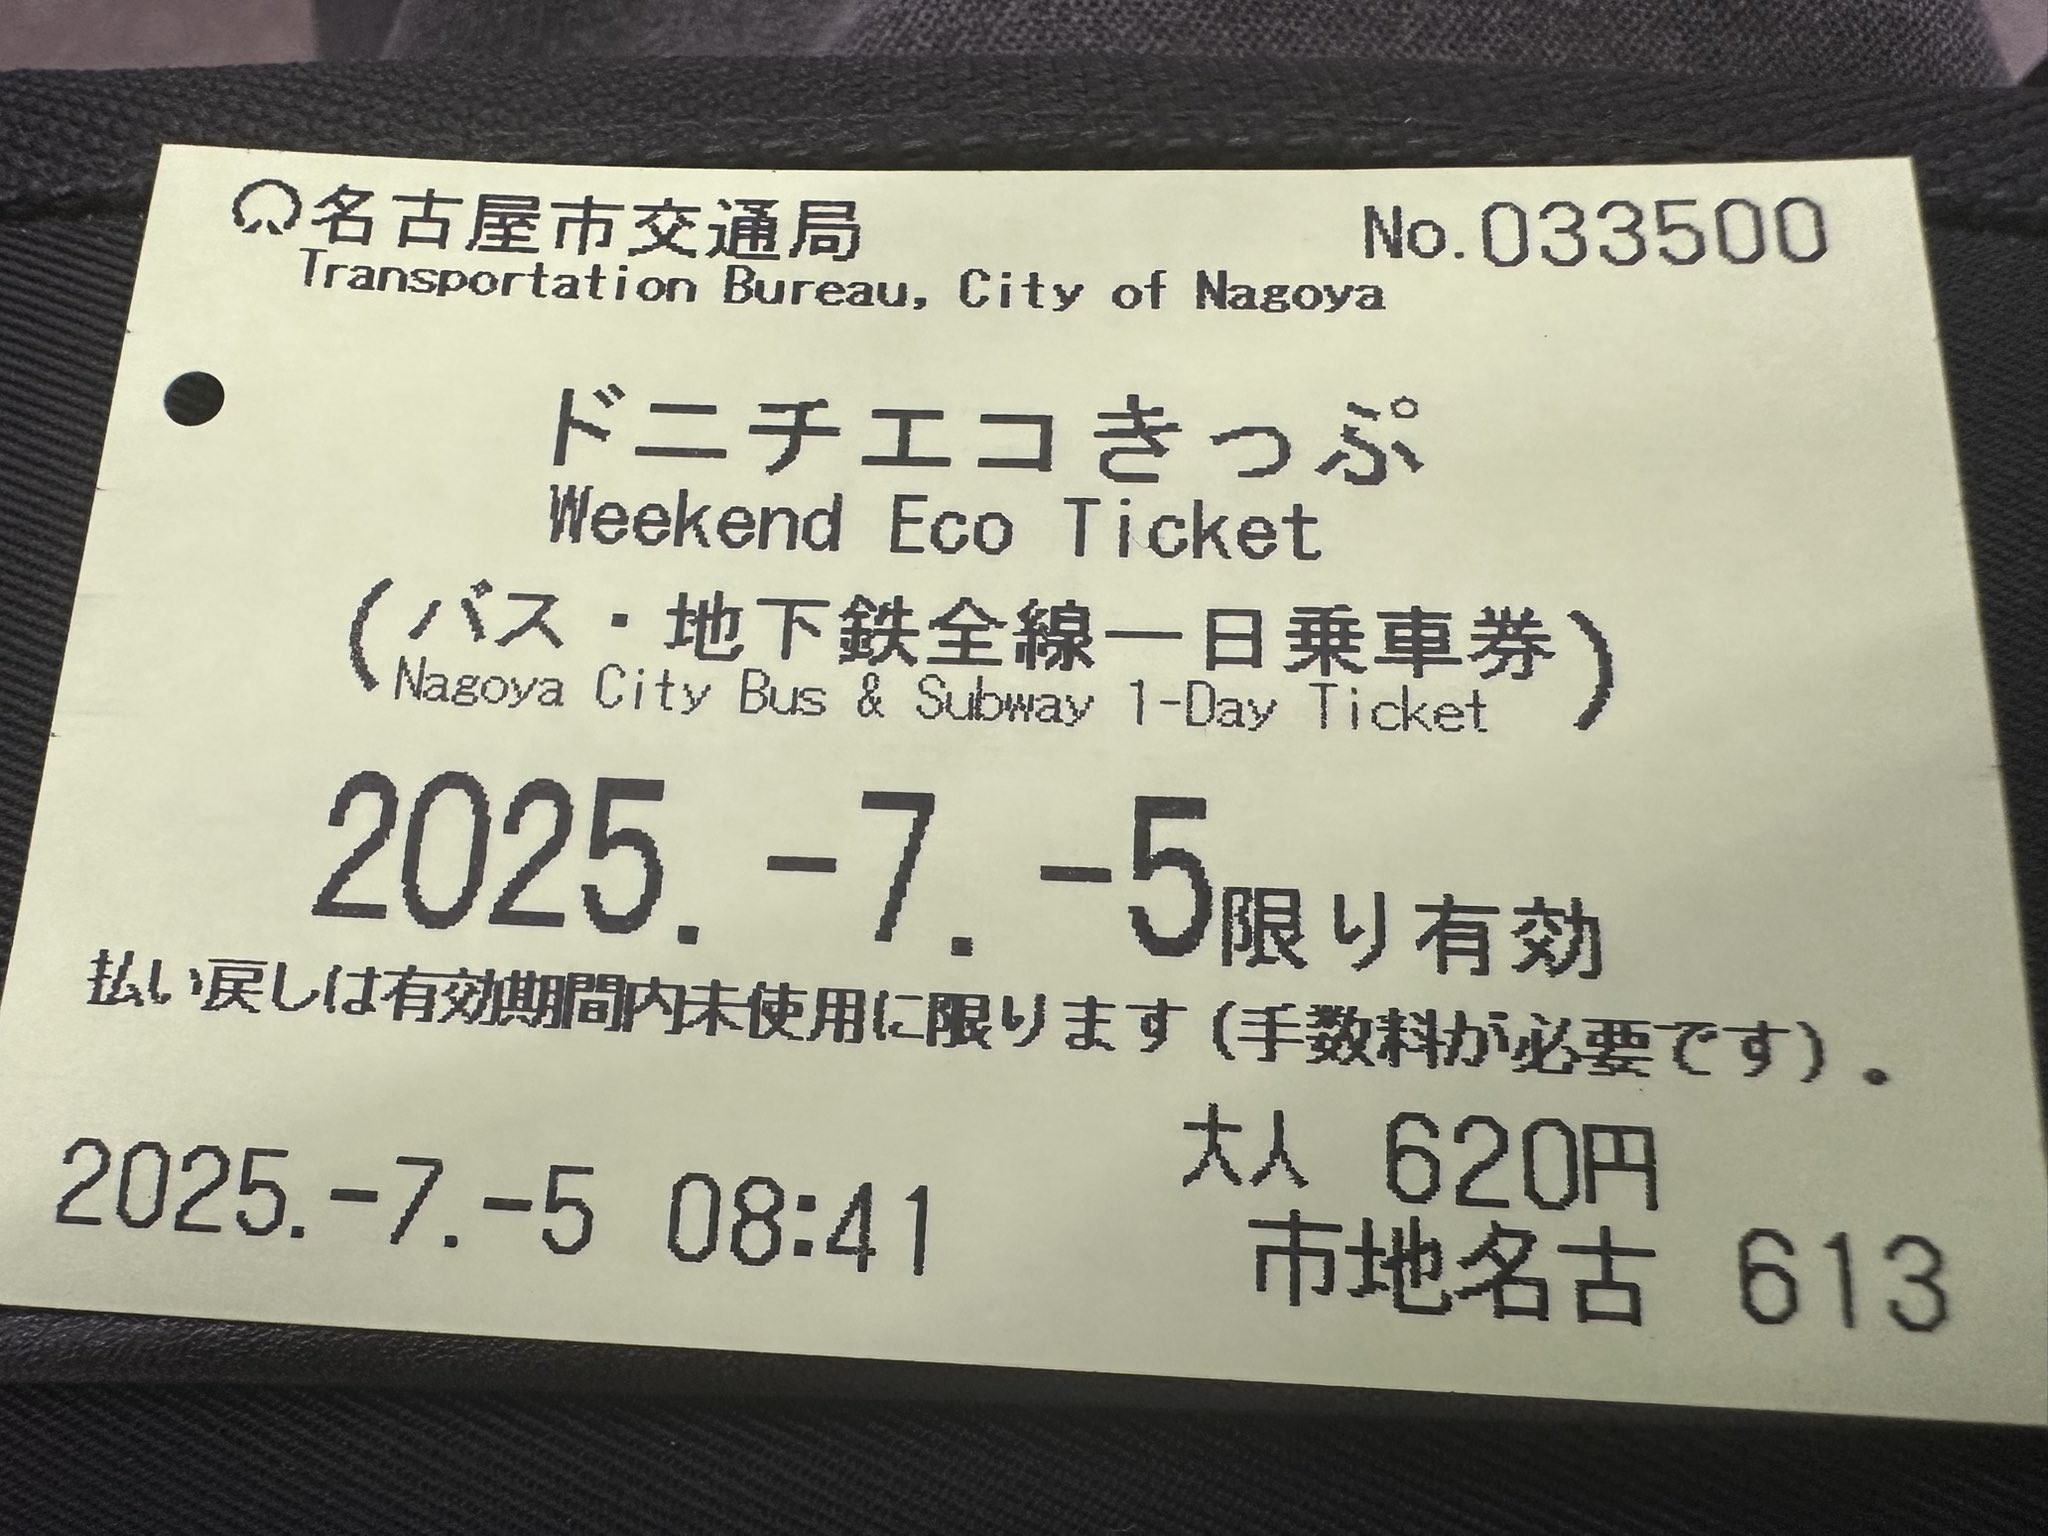 名古屋市交通局 No.033500
Transportation Bureau, City of Nagoya
ドニチエコきっぷ
Weekend Eco Ticket
(バス・地下鉄全線一日乗車券)
Nagoya City Bus & Subway 1-Day Ticket
2025.-7.-5限り有効
払い戻しは有効期間内未使用に限ります(手数料が必要です)。
大人 620円
2025.-7.-5 08:41
市地名古 613